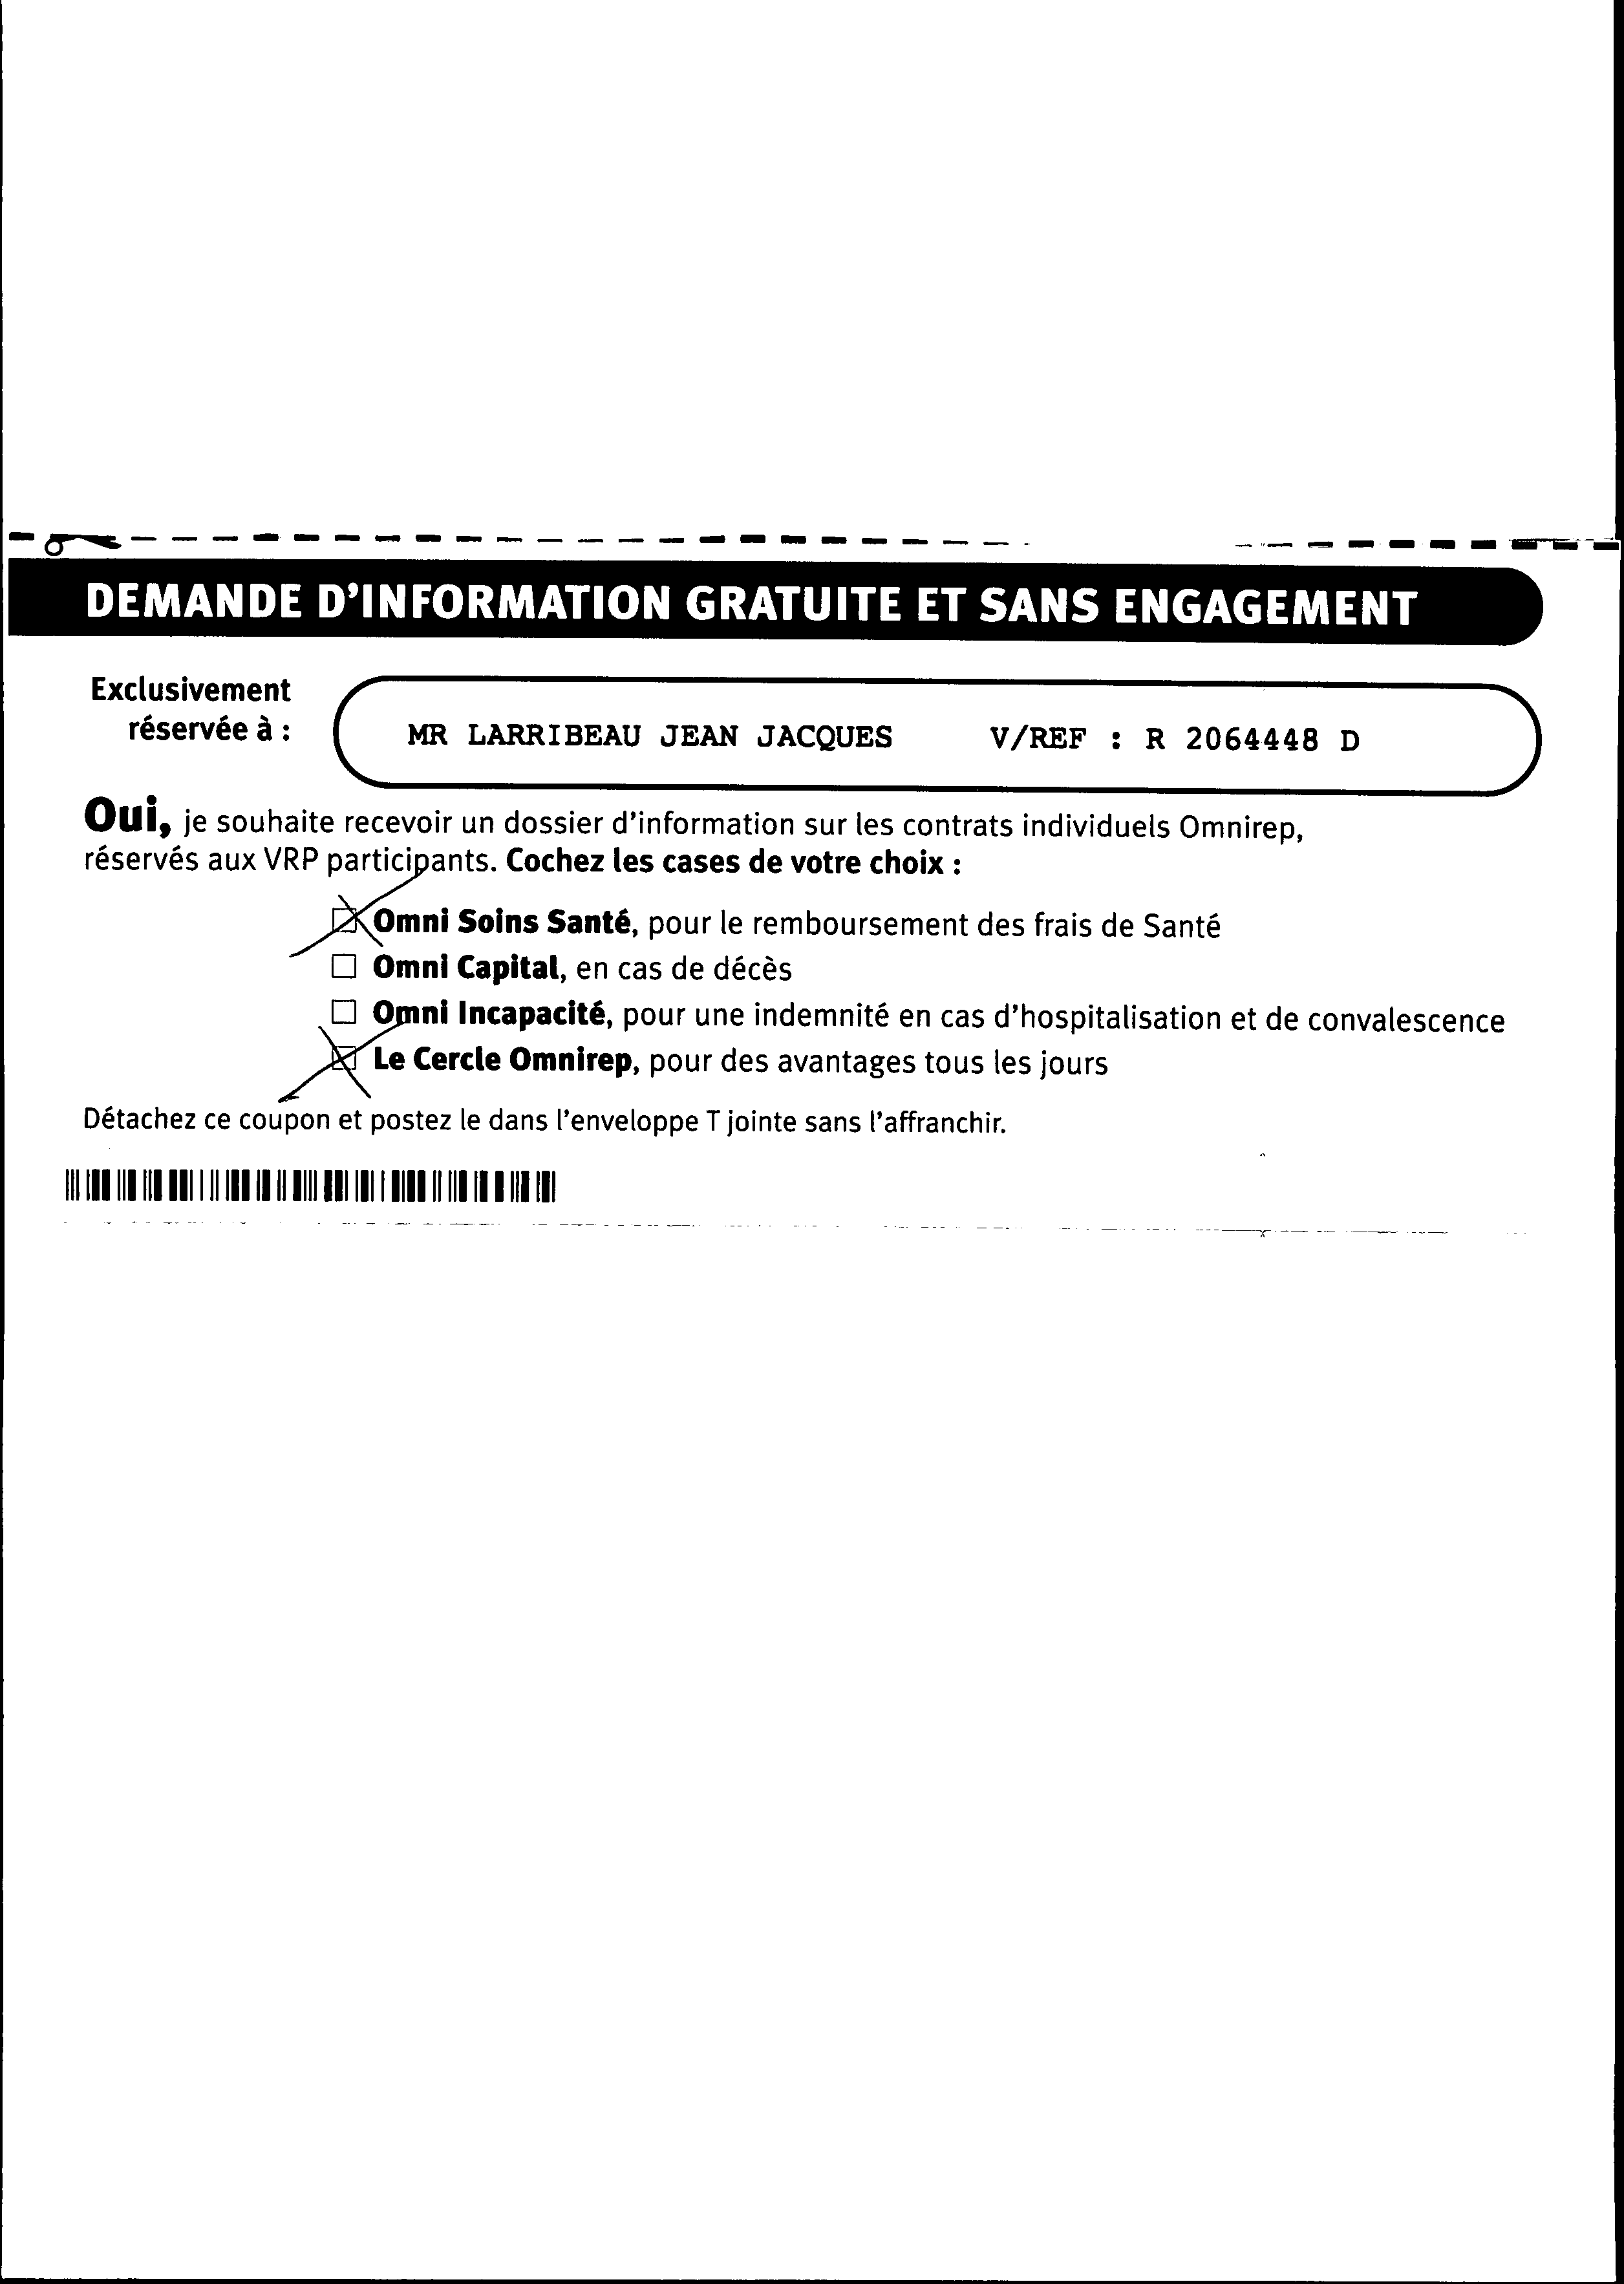 DEMANDE D'INFORMATION GRATUITE ET SANS ENGAGEMENT
Exclusivement
réservée à :
MR LARRIBEAU JEAN JACQUES V/REF : R 2064448 D
Oui, je souhaite recevoir un dossier d'information sur les contrats individuels Omnirep,
réservés aux VRP participants. Cochez les cases de votre choix :
Omni Soins Santé, pour le remboursement des frais de Santé
Omni Capital, en cas de décès
Omni Incapacité, pour une indemnité en cas d'hospitalisation et de convalescence
Le Cercle Omnirep, pour des avantages tous les jours
Détachez ce coupon et postez le dans l'enveloppe T jointe sans l'affranchir.